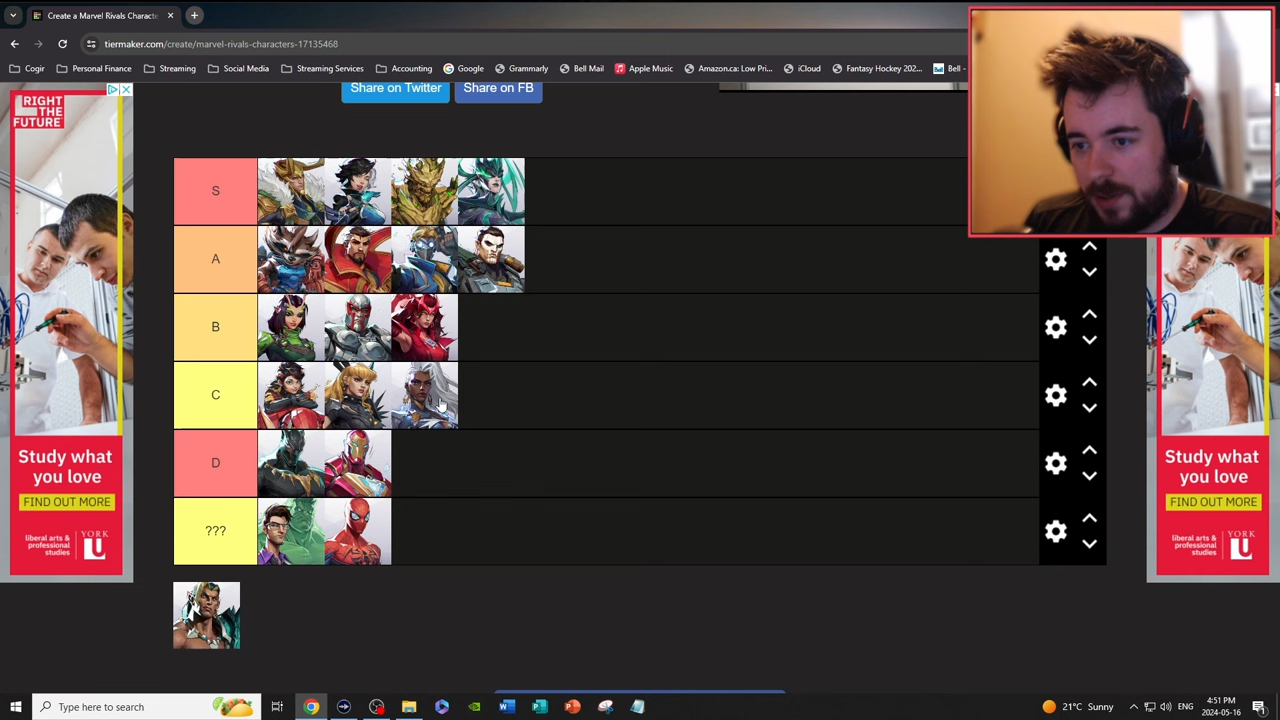 Create a Marvel Rivals Characte
tiermaker.com/create/marvel-rivals-characters-17135468
Cogir
Personal Finance
Streaming
Social Media
Streaming Services
Accounting
Google
Grammarly
Bell Mail
Apple Music
Amazon.ca: Low Pri...
iCloud
Fantasy Hockey 202...
Bell -
Share on Twitter
Share on FB
RIGHT
THE
FUTURE
Study what
you love
FIND OUT MORE
liberal arts &
professional
studies
YORK
U
S
A
B
C
D
???
Study what
you love
FIND OUT MORE
liberal arts &
professional
studies
YORK
U
Type here to search
21°C Sunny
ENG
4:51 PM
2024-05-16
1